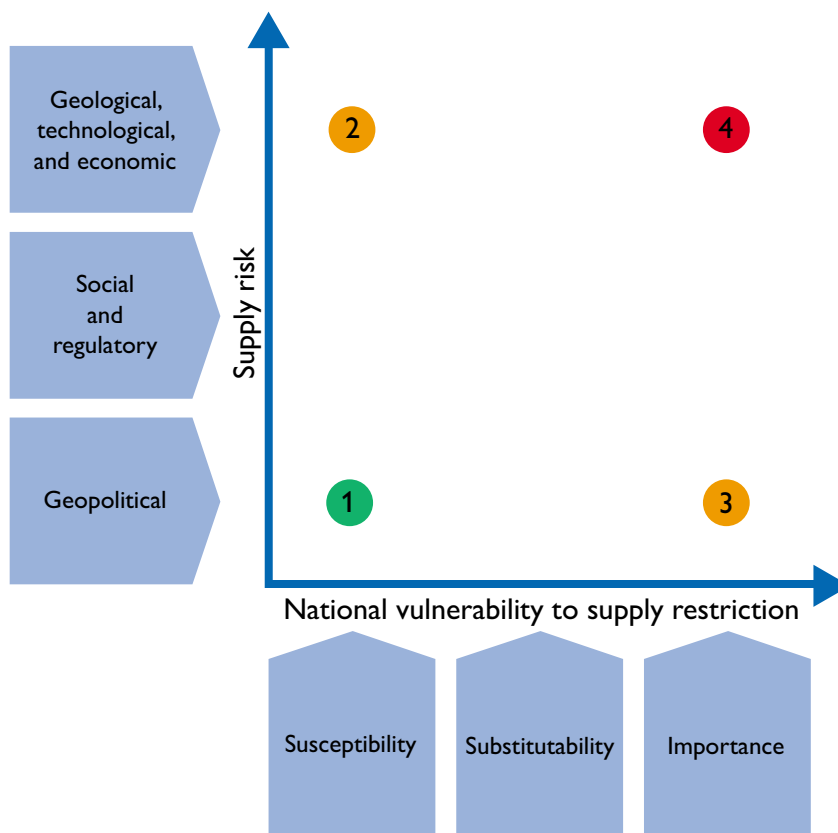 Geological,
technological,
and economic
2
4
Social
and
regulatory
Supply risk
Geopolitical
1
3
National vulnerability to supply restriction
Susceptibility
Substitutability
Importance